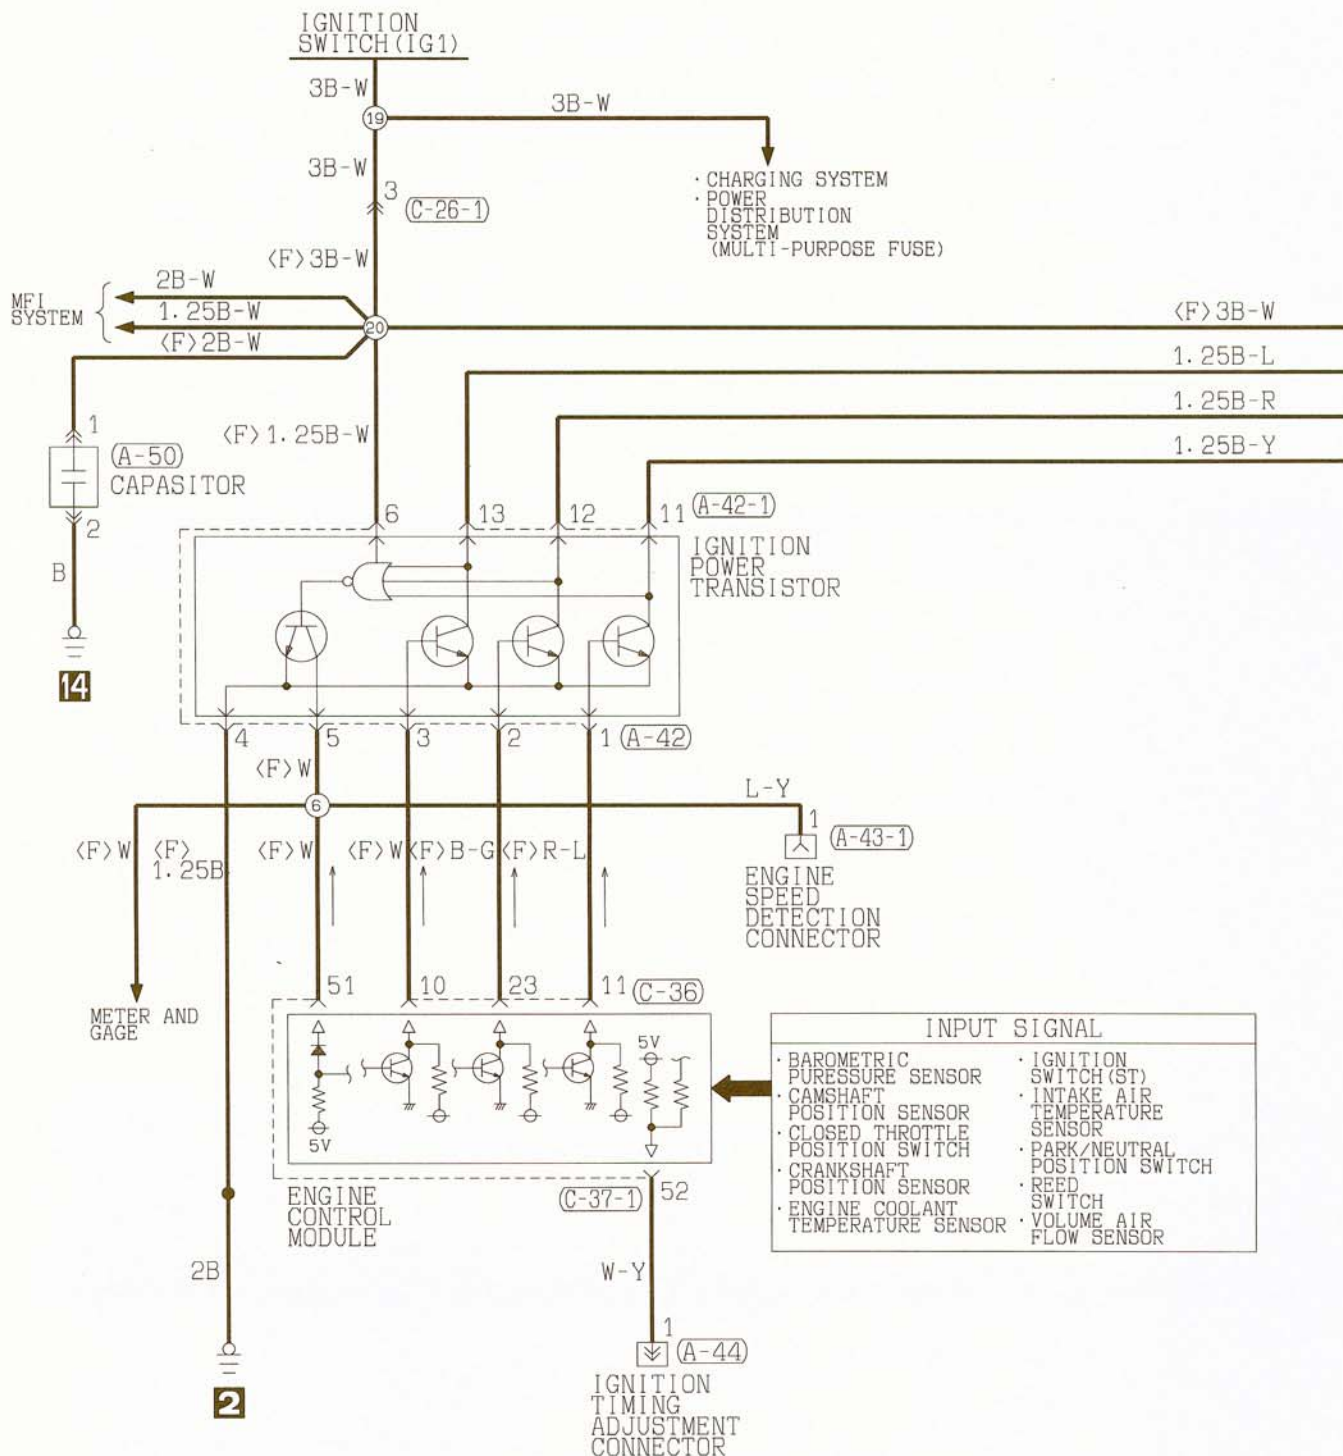 IGNITION
SWITCH(IG1)
3B-W
19
3B-W
3B-W
3
C-26-1
· CHARGING SYSTEM
· POWER
DISTRIBUTION
SYSTEM
(MULTI-PURPOSE FUSE)
<F>3B-W
MFI
SYSTEM
2B-W
1.25B-W
<F>2B-W
20
<F>3B-W
1.25B-L
1.25B-R
1.25B-Y
1
A-50
CAPASITOR
2
B
14
<F>1.25B-W
6
13
12
11
A-42-1
IGNITION
POWER
TRANSISTOR
4
5
3
2
1
A-42
<F>W
6
L-Y
1
A-43-1
ENGINE
SPEED
DETECTION
CONNECTOR
<F>W
<F>
1.25B
<F>W
<F>W
<F>B-G
<F>R-L
METER AND
GAGE
51
10
23
11
C-36
5V
5V
INPUT SIGNAL
· BAROMETRIC
PURESSURE SENSOR
· CAMSHAFT
POSITION SENSOR
· CLOSED THROTTLE
POSITION SWITCH
· CRANKSHAFT
POSITION SENSOR
· ENGINE COOLANT
TEMPERATURE SENSOR
· IGNITION
SWITCH(ST)
· INTAKE AIR
TEMPERATURE
SENSOR
· PARK/NEUTRAL
POSITION SWITCH
· REED
SWITCH
· VOLUME AIR
FLOW SENSOR
ENGINE
CONTROL
MODULE
C-37-1
52
2B
2
W-Y
1
A-44
IGNITION
TIMING
ADJUSTMENT
CONNECTOR